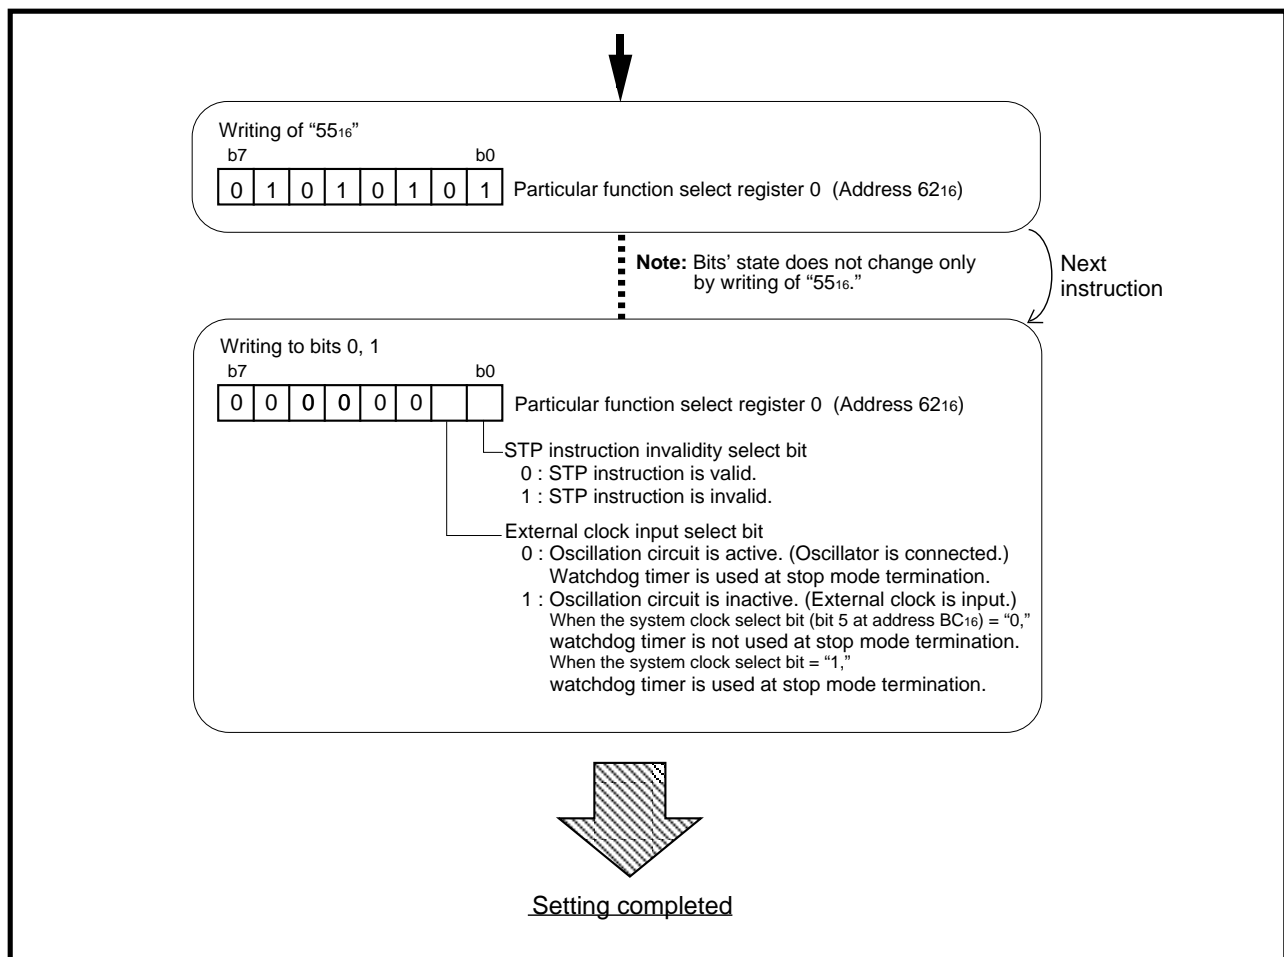 Writing of “5516”
b7 b0
0 1 0 1 0 1 0 1 Particular function select register 0 (Address 6216)
Note: Bits’ state does not change only
by writing of “5516.”
Next
instruction
Writing to bits 0, 1
b7 b0
0 0 0 0 0 0 Particular function select register 0 (Address 6216)
STP instruction invalidity select bit
0 : STP instruction is valid.
1 : STP instruction is invalid.
External clock input select bit
0 : Oscillation circuit is active. (Oscillator is connected.)
Watchdog timer is used at stop mode termination.
1 : Oscillation circuit is inactive. (External clock is input.)
When the system clock select bit (bit 5 at address BC16) = “0,”
watchdog timer is not used at stop mode termination.
When the system clock select bit = “1,”
watchdog timer is used at stop mode termination.
Setting completed